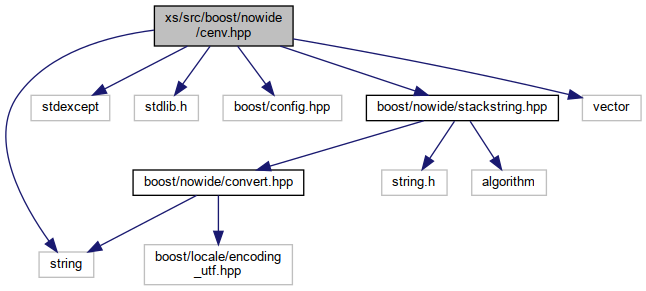 xs/src/boost/nowide
/cenv.hpp
stdexcept
stdlib.h
boost/config.hpp
boost/nowide/stackstring.hpp
vector
boost/nowide/convert.hpp
string.h
algorithm
string
boost/locale/encoding
_utf.hpp